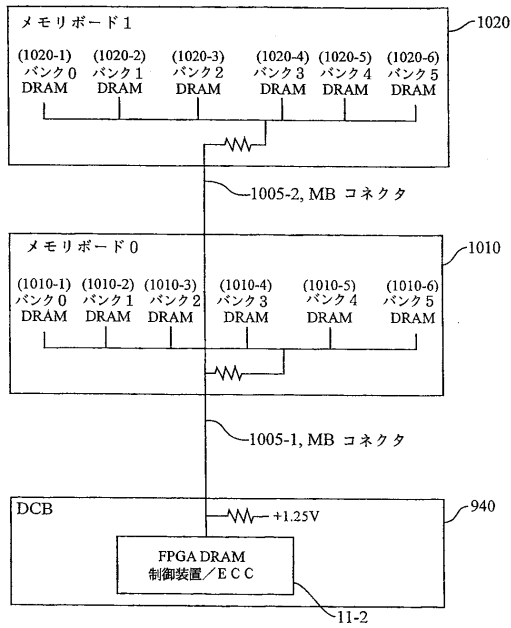 メモリボード1
1020
(1020-1) (1020-2) (1020-3) (1020-4) (1020-5) (1020-6)
バンク0 バンク1 バンク2 バンク3 バンク4 バンク5
DRAM DRAM DRAM DRAM DRAM DRAM
1005-2, MB コネクタ
メモリボード0
1010
(1010-1) (1010-2) (1010-3) (1010-4) (1010-5) (1010-6)
バンク0 バンク1 バンク2 バンク3 バンク4 バンク5
DRAM DRAM DRAM DRAM DRAM DRAM
1005-1, MB コネクタ
DCB
940
+1.25V
FPGA DRAM
制御装置/ECC
11-2